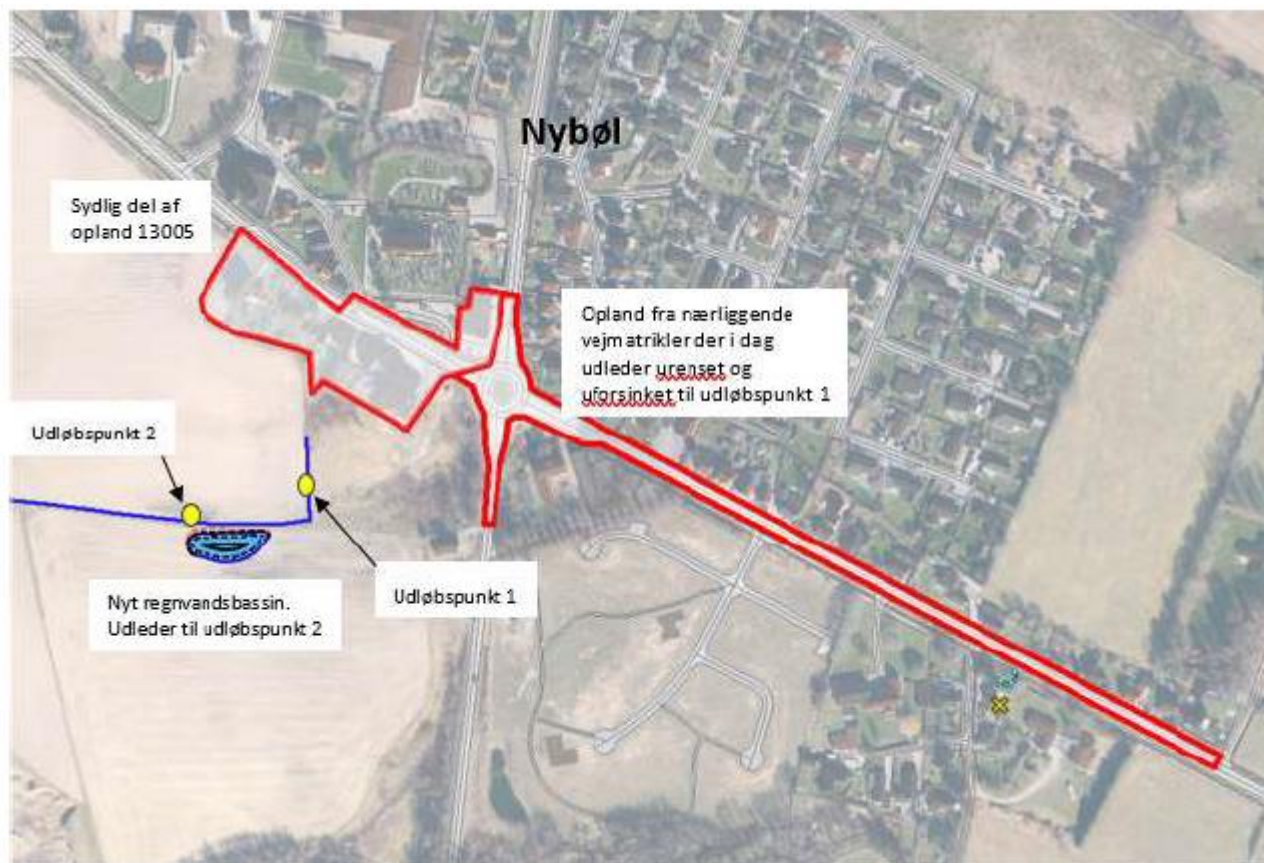 Nybøl
Sydlig del af
opland 13005
Opland fra nærliggende
vejmatrikler der i dag
udleder urenset og
uforsinket til udløbspunkt 1
Udløbspunkt 2
Udløbspunkt 1
Nyt regnvandsbassin.
Udleder til udløbspunkt 2